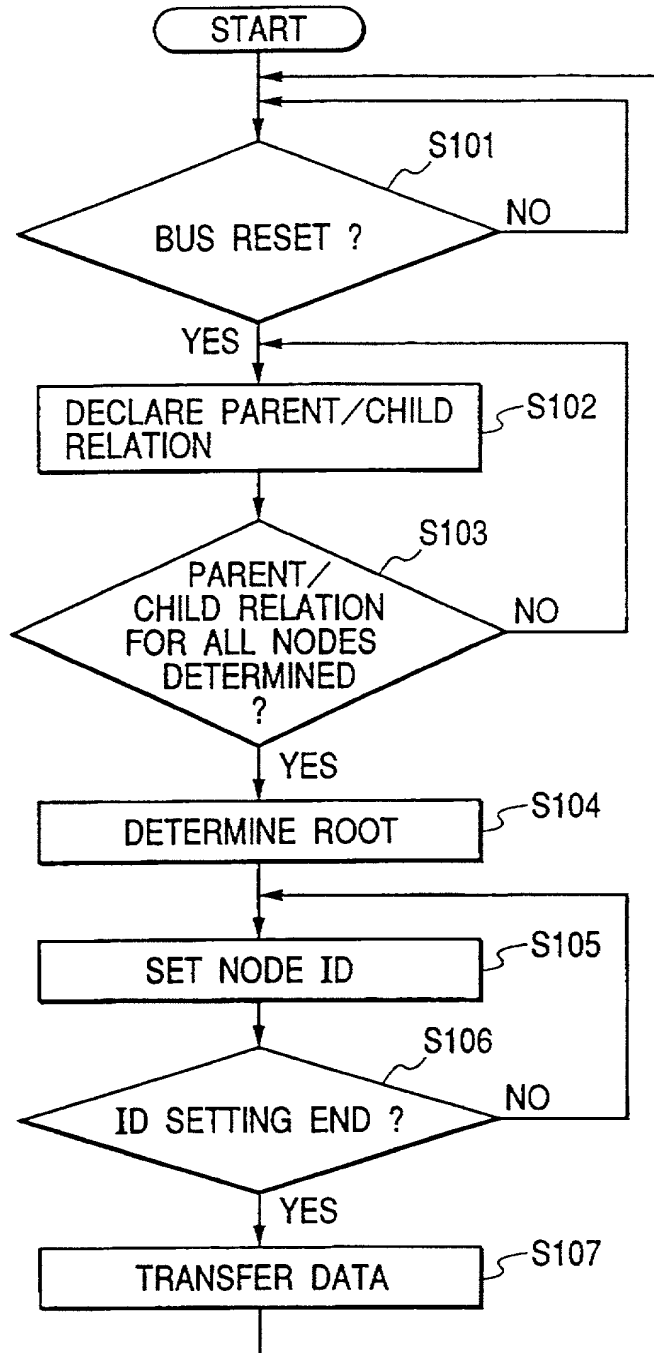 START
S101
BUS RESET ?
NO
YES
DECLARE PARENT/CHILD
RELATION
S102
S103
PARENT/
CHILD RELATION
FOR ALL NODES
DETERMINED
?
NO
YES
DETERMINE ROOT
S104
SET NODE ID
S105
S106
ID SETTING END ?
NO
YES
TRANSFER DATA
S107